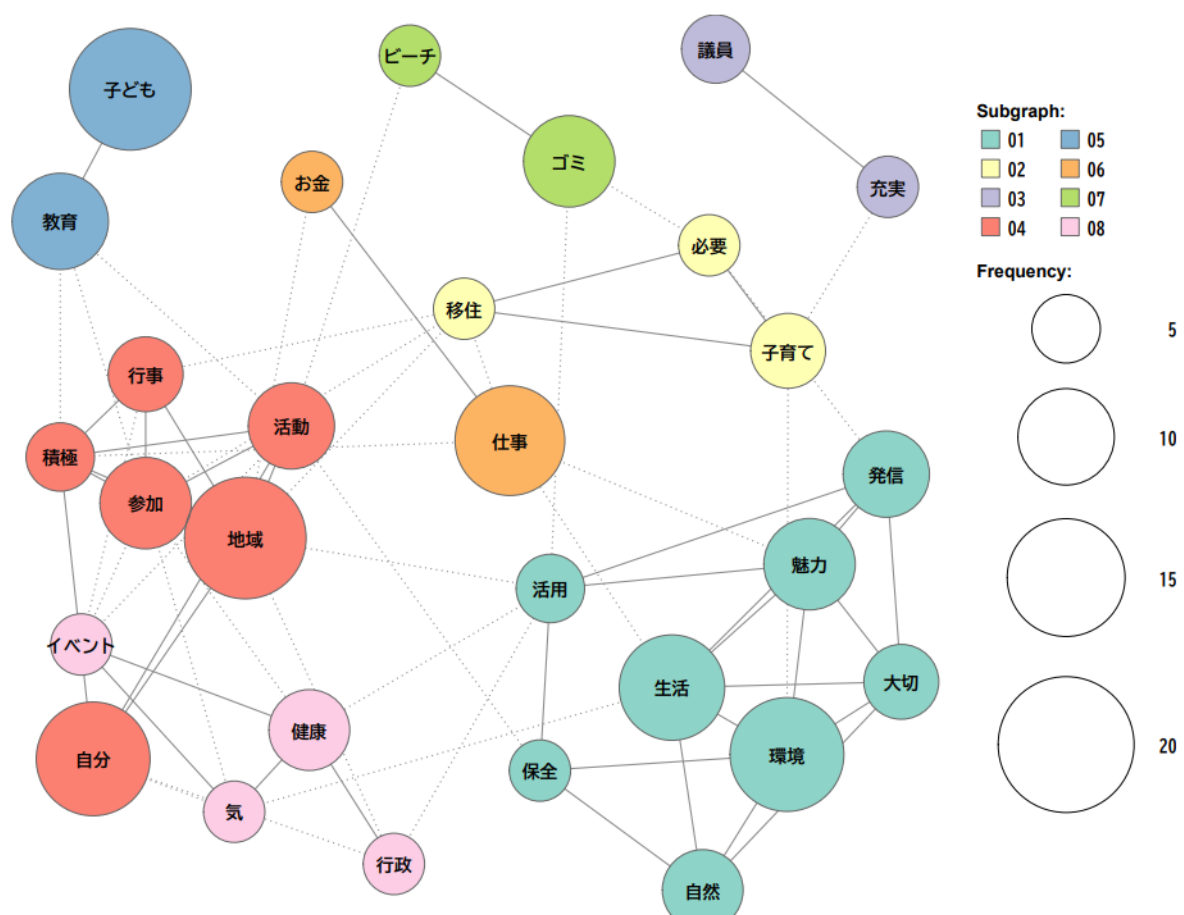 子ども
ビーチ
議員
ゴミ
お金
充実
教育
必要
移住
子育て
行事
活動
仕事
積極
発信
参加
地域
魅力
活用
イベント
生活
大切
健康
自分
環境
保全
気
行政
自然
Subgraph:
01 05
02 06
03 07
04 08
Frequency:
5
10
15
20